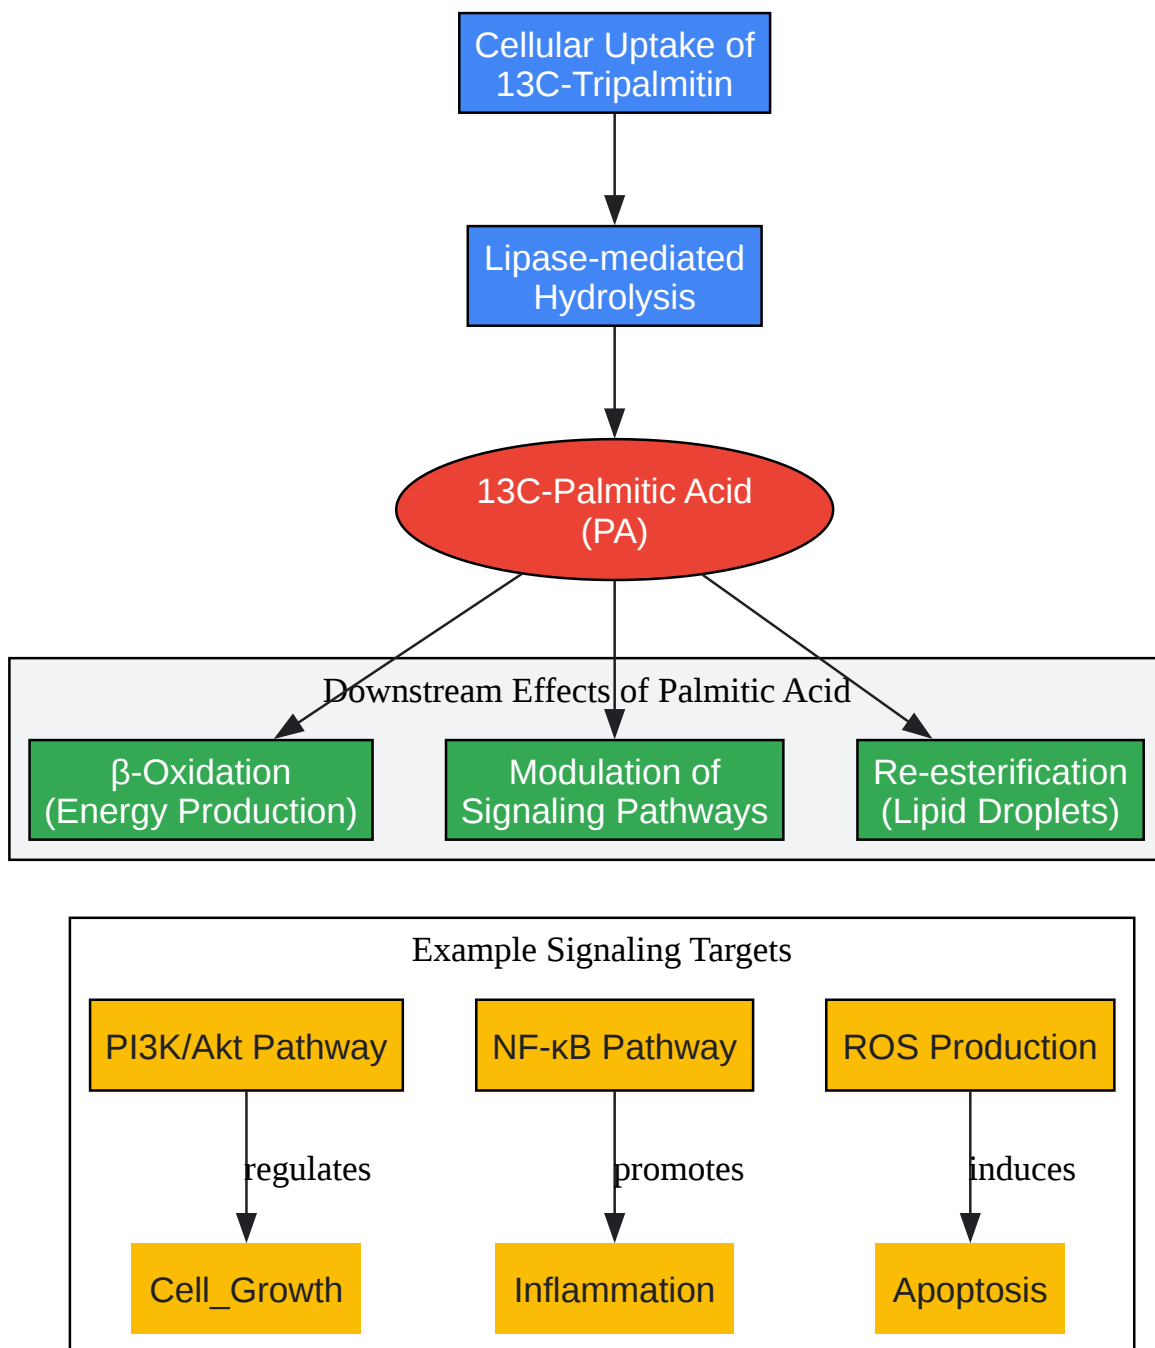 Cellular Uptake of
13C-Tripalmitin
Lipase-mediated
Hydrolysis
13C-Palmitic Acid
(PA)
Downstream Effects of Palmitic Acid
β-Oxidation
(Energy Production)
Modulation of
Signaling Pathways
Re-esterification
(Lipid Droplets)
Example Signaling Targets
PI3K/Akt Pathway
NF-κB Pathway
ROS Production
regulates
promotes
induces
Cell_Growth
Inflammation
Apoptosis